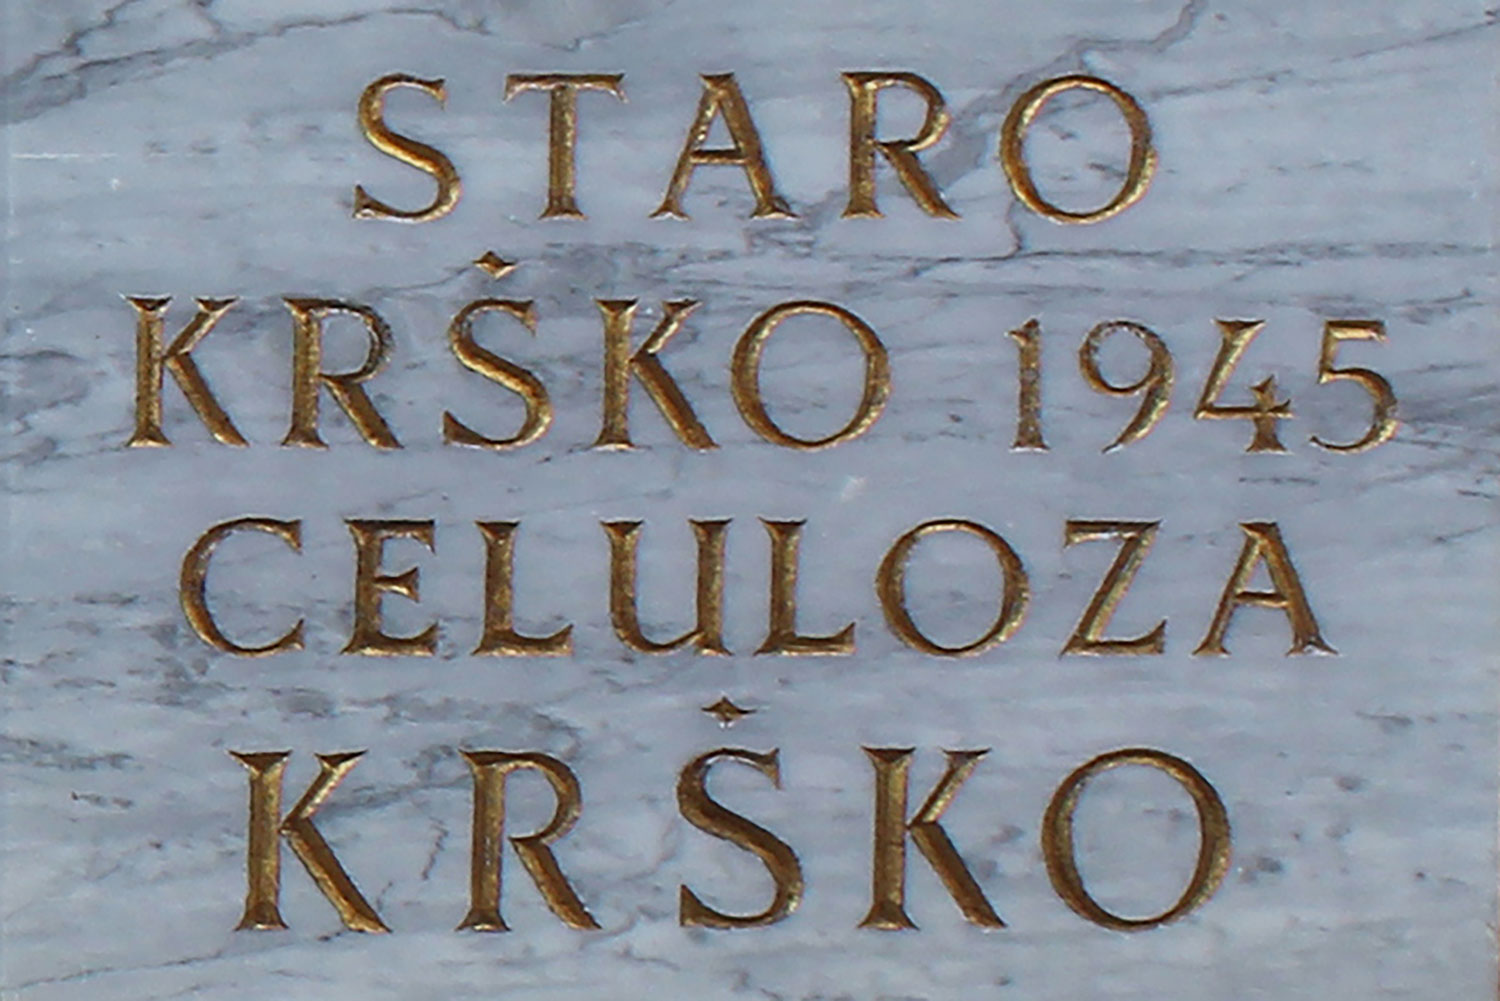 STARO
KRŠKO 1945
CELULOZA
KRŠKO